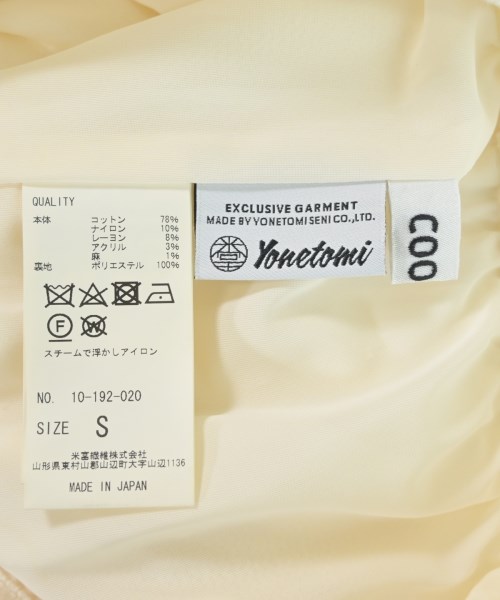 QUALITY
本体 コットン 78%
ナイロン 10%
レーヨン 8%
アクリル 3%
麻 1%
裏地 ポリエステル 100%
F
W
スチームで浮かしアイロン
NO. 10-192-020
SIZE S
米富繊維株式会社
山形県東村山郡山辺町大字山辺1136
MADE IN JAPAN
EXCLUSIVE GARMENT
MADE BY YONETOMISENI CO.,LTD.
Yonetomi
COO